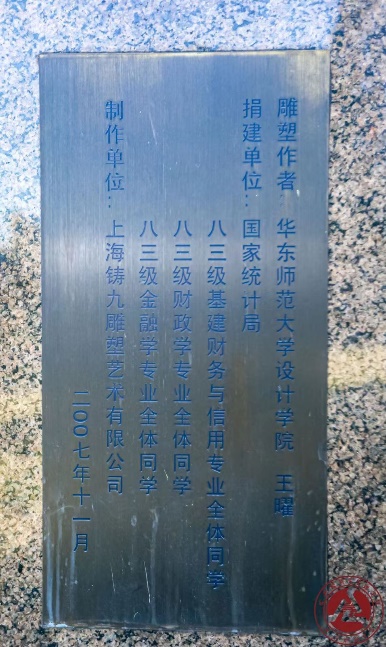 雕塑作者：华东师范大学设计学院 王曜
捐建单位：国家统计局
八三级基建财务与信用专业全体同学
八三级财政学专业全体同学
八三级金融学专业全体同学
制作单位：上海铸九雕塑艺术有限公司
二〇〇七年十一月